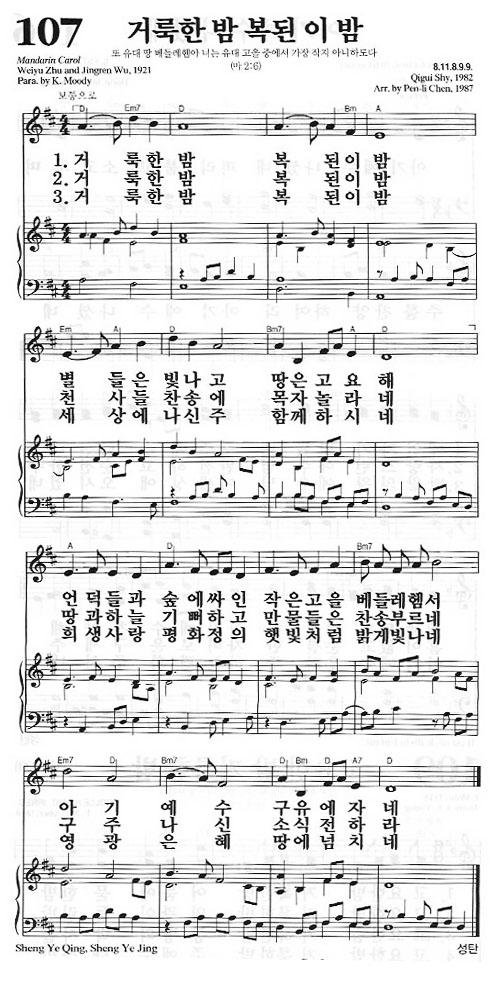 107 거룩한 밤 복된 이 밤
또 유대 땅 베들레헴아 너는 유대 고을 중에서 가장 작지 아니하도다
(마 2:6)
Mandarin Carol
Weiyu Zhu and Jingren Wu, 1921
Para. by K. Moody
8.11.8.9.9.
Qigui Shy, 1982
Arr. by Pen-li Chen, 1987
보통으로
D Em7 D Bm A
1. 거 룩한 밤 복 된이 밤
2. 거 룩한 밤 복 된이 밤
3. 거 룩한 밤 복 된이 밤
Em A D Bm7 A D
별 들은 빛나 고 땅은 고 요 해
천 사들 찬송 에 목자 놀 라 네
세 상에 나신 주 함께 하 시 네
A D Bm7
언 덕들과 숲 에싸 인 작 은고 을 베들레 헴서
망 과하늘 기 뻐하 고 만 물들 은 찬송부 르네
희 생사랑 평 화정 의 햇 빛처 럼 밝게빛 나네
Em7 D Bm7 D Bm D A7 D
아 기 예 수 구유 에 자 네
구 주 나 신 소식 전 하 라
영 광 은 혜 땅에 넘 치 네
Sheng Ye Qing, Sheng Ye Jing
성탄